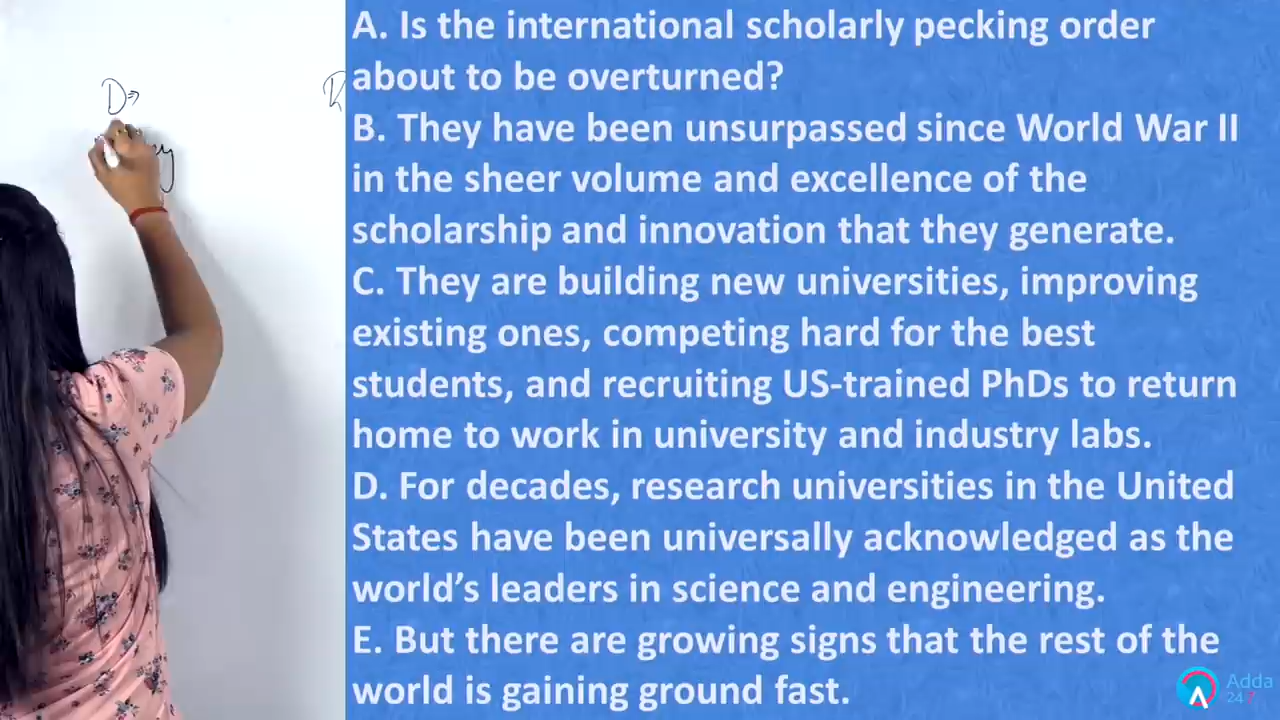 D⇒
R
A. Is the international scholarly pecking order
about to be overturned?
B. They have been unsurpassed since World War II
in the sheer volume and excellence of the
scholarship and innovation that they generate.
C. They are building new universities, improving
existing ones, competing hard for the best
students, and recruiting US-trained PhDs to return
home to work in university and industry labs.
D. For decades, research universities in the United
States have been universally acknowledged as the
world’s leaders in science and engineering.
E. But there are growing signs that the rest of the
world is gaining ground fast.
Adda
247